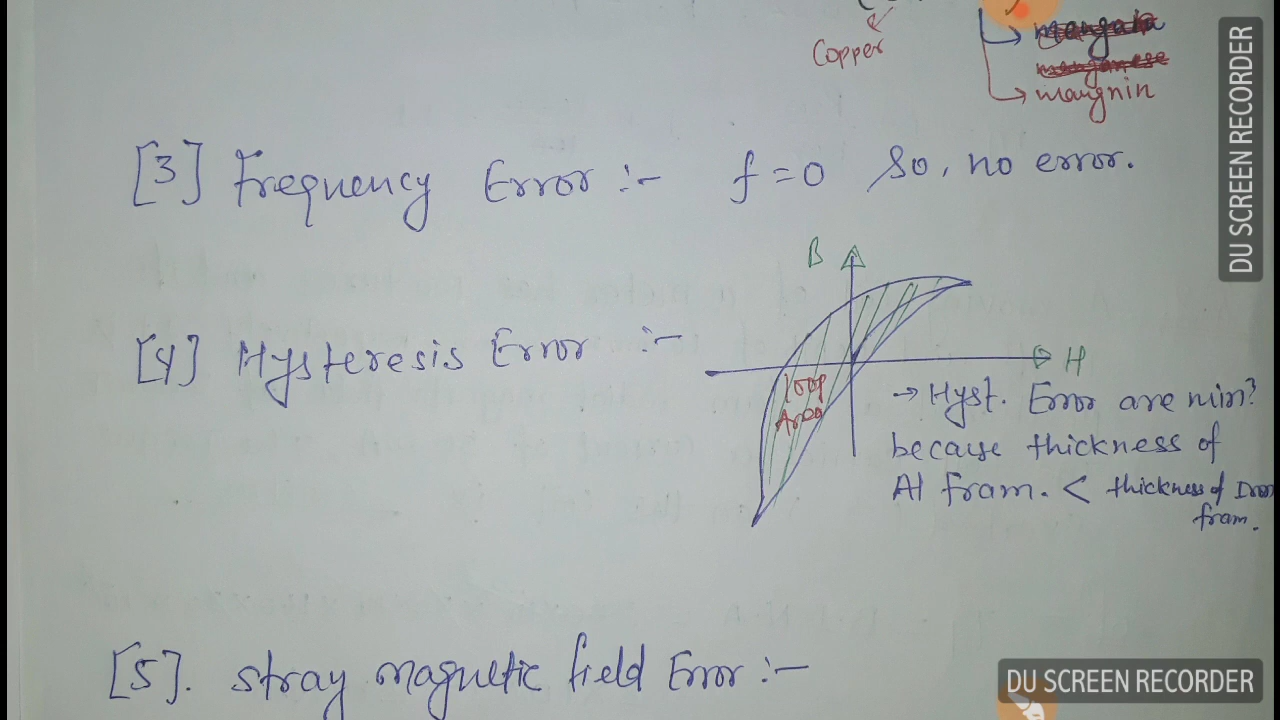 Copper
mangnin
[3] Frequency Error :- f = 0 So, no error.
B
[4] Hysteresis Error :-
H
loop
Area
→ Hyst. Error are min?
because thickness of
Al fram. < thickness of Iron
fram.
[5]. stray magnetic field Error :-
DU SCREEN RECORDER
DU SCREEN RECORDER